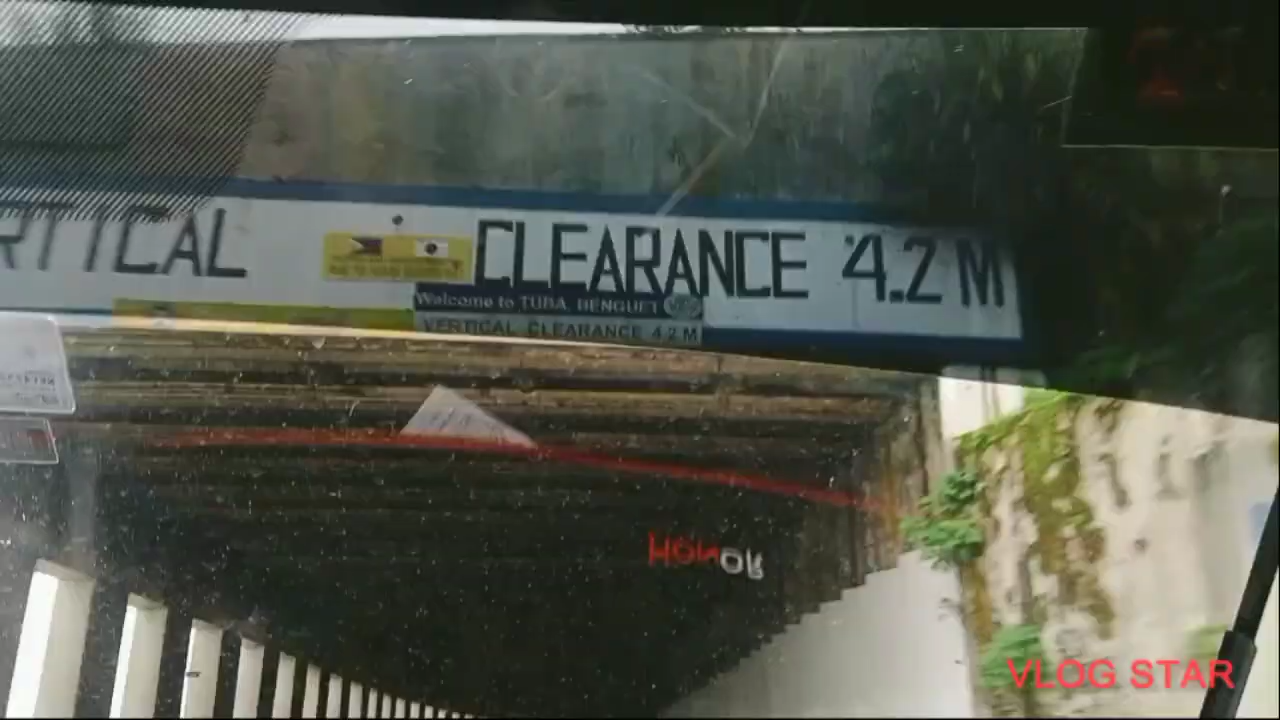 RTICAL CLEARANCE 4.2 M
Welcome to TUBA, BENGUET
VERTICAL CLEARANCE 4.2 M
HONOR
VLOG STAR